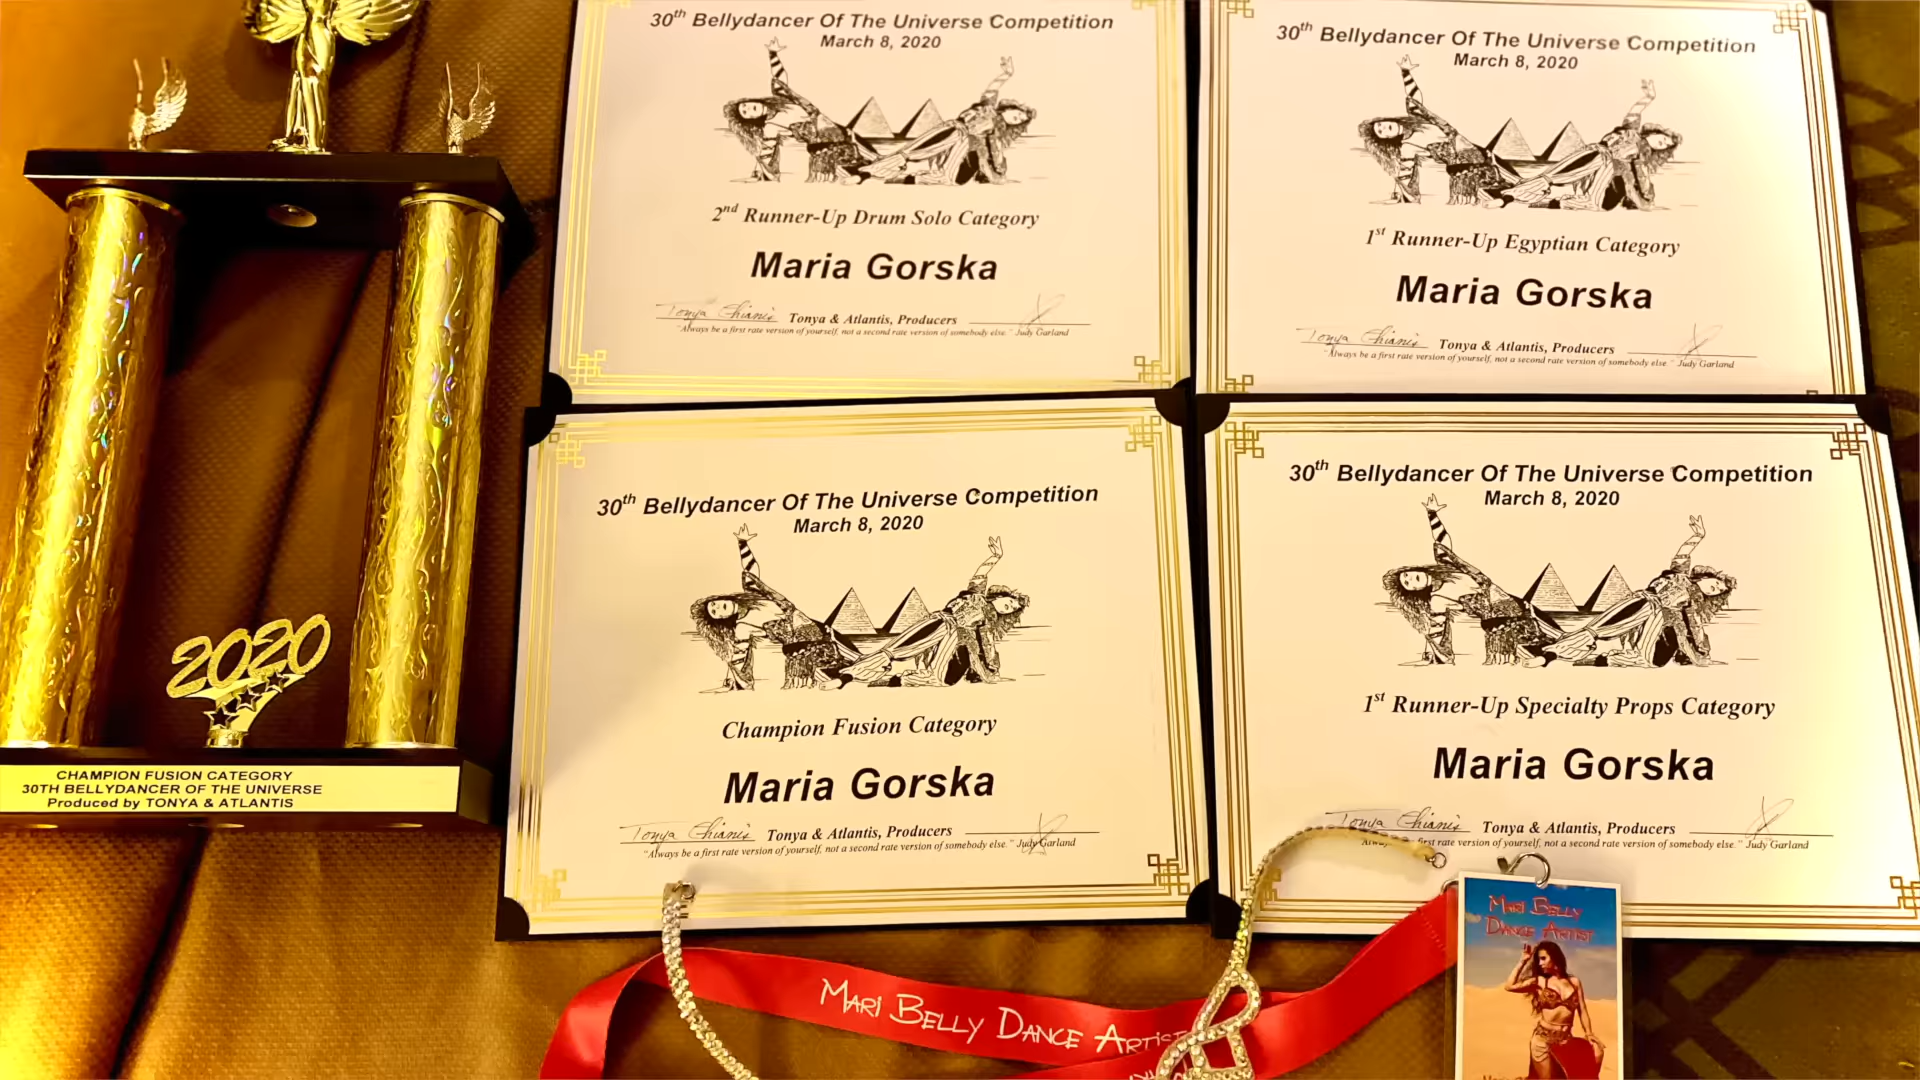 30th Bellydancer Of The Universe Competition
March 8, 2020
2nd Runner-Up Drum Solo Category
Maria Gorska
Tonya Chianis Tonya & Atlantis, Producers
"Always be a first rate version of yourself, not a second rate version of somebody else." Judy Garland
30th Bellydancer Of The Universe Competition
March 8, 2020
1st Runner-Up Egyptian Category
Maria Gorska
Tonya Chianis Tonya & Atlantis, Producers
"Always be a first rate version of yourself, not a second rate version of somebody else." Judy Garland
2020
CHAMPION FUSION CATEGORY
30TH BELLYDANCER OF THE UNIVERSE
Produced by TONYA & ATLANTIS
30th Bellydancer Of The Universe Competition
March 8, 2020
Champion Fusion Category
Maria Gorska
Tonya Chianis Tonya & Atlantis, Producers
"Always be a first rate version of yourself, not a second rate version of somebody else." Judy Garland
30th Bellydancer Of The Universe Competition
March 8, 2020
1st Runner-Up Specialty Props Category
Maria Gorska
Tonya Chianis Tonya & Atlantis, Producers
first rate version of yourself, not a second rate version of somebody else." Judy Garland
MARI BELLY DANCE ARTIST
MARI BELLY
DANCE ARTIST